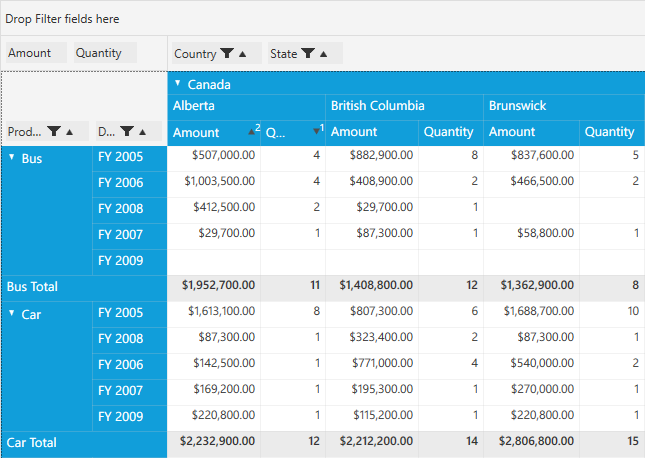 Drop Filter fields here
Amount Quantity Country State
Canada
Alberta British Columbia Brunswick
Prod... D... Amount 2 Q... 1 Amount Quantity Amount Quantity
Bus FY 2005 $507,000.00 4 $882,900.00 8 $837,600.00 5
FY 2006 $1,003,500.00 4 $408,900.00 2 $466,500.00 2
FY 2008 $412,500.00 2 $29,700.00 1
FY 2007 $29,700.00 1 $87,300.00 1 $58,800.00 1
FY 2009
Bus Total $1,952,700.00 11 $1,408,800.00 12 $1,362,900.00 8
Car FY 2005 $1,613,100.00 8 $807,300.00 6 $1,688,700.00 10
FY 2008 $87,300.00 1 $323,400.00 2 $87,300.00 1
FY 2006 $142,500.00 1 $771,000.00 4 $540,000.00 2
FY 2007 $169,200.00 1 $195,300.00 1 $270,000.00 1
FY 2009 $220,800.00 1 $115,200.00 1 $220,800.00 1
Car Total $2,232,900.00 12 $2,212,200.00 14 $2,806,800.00 15